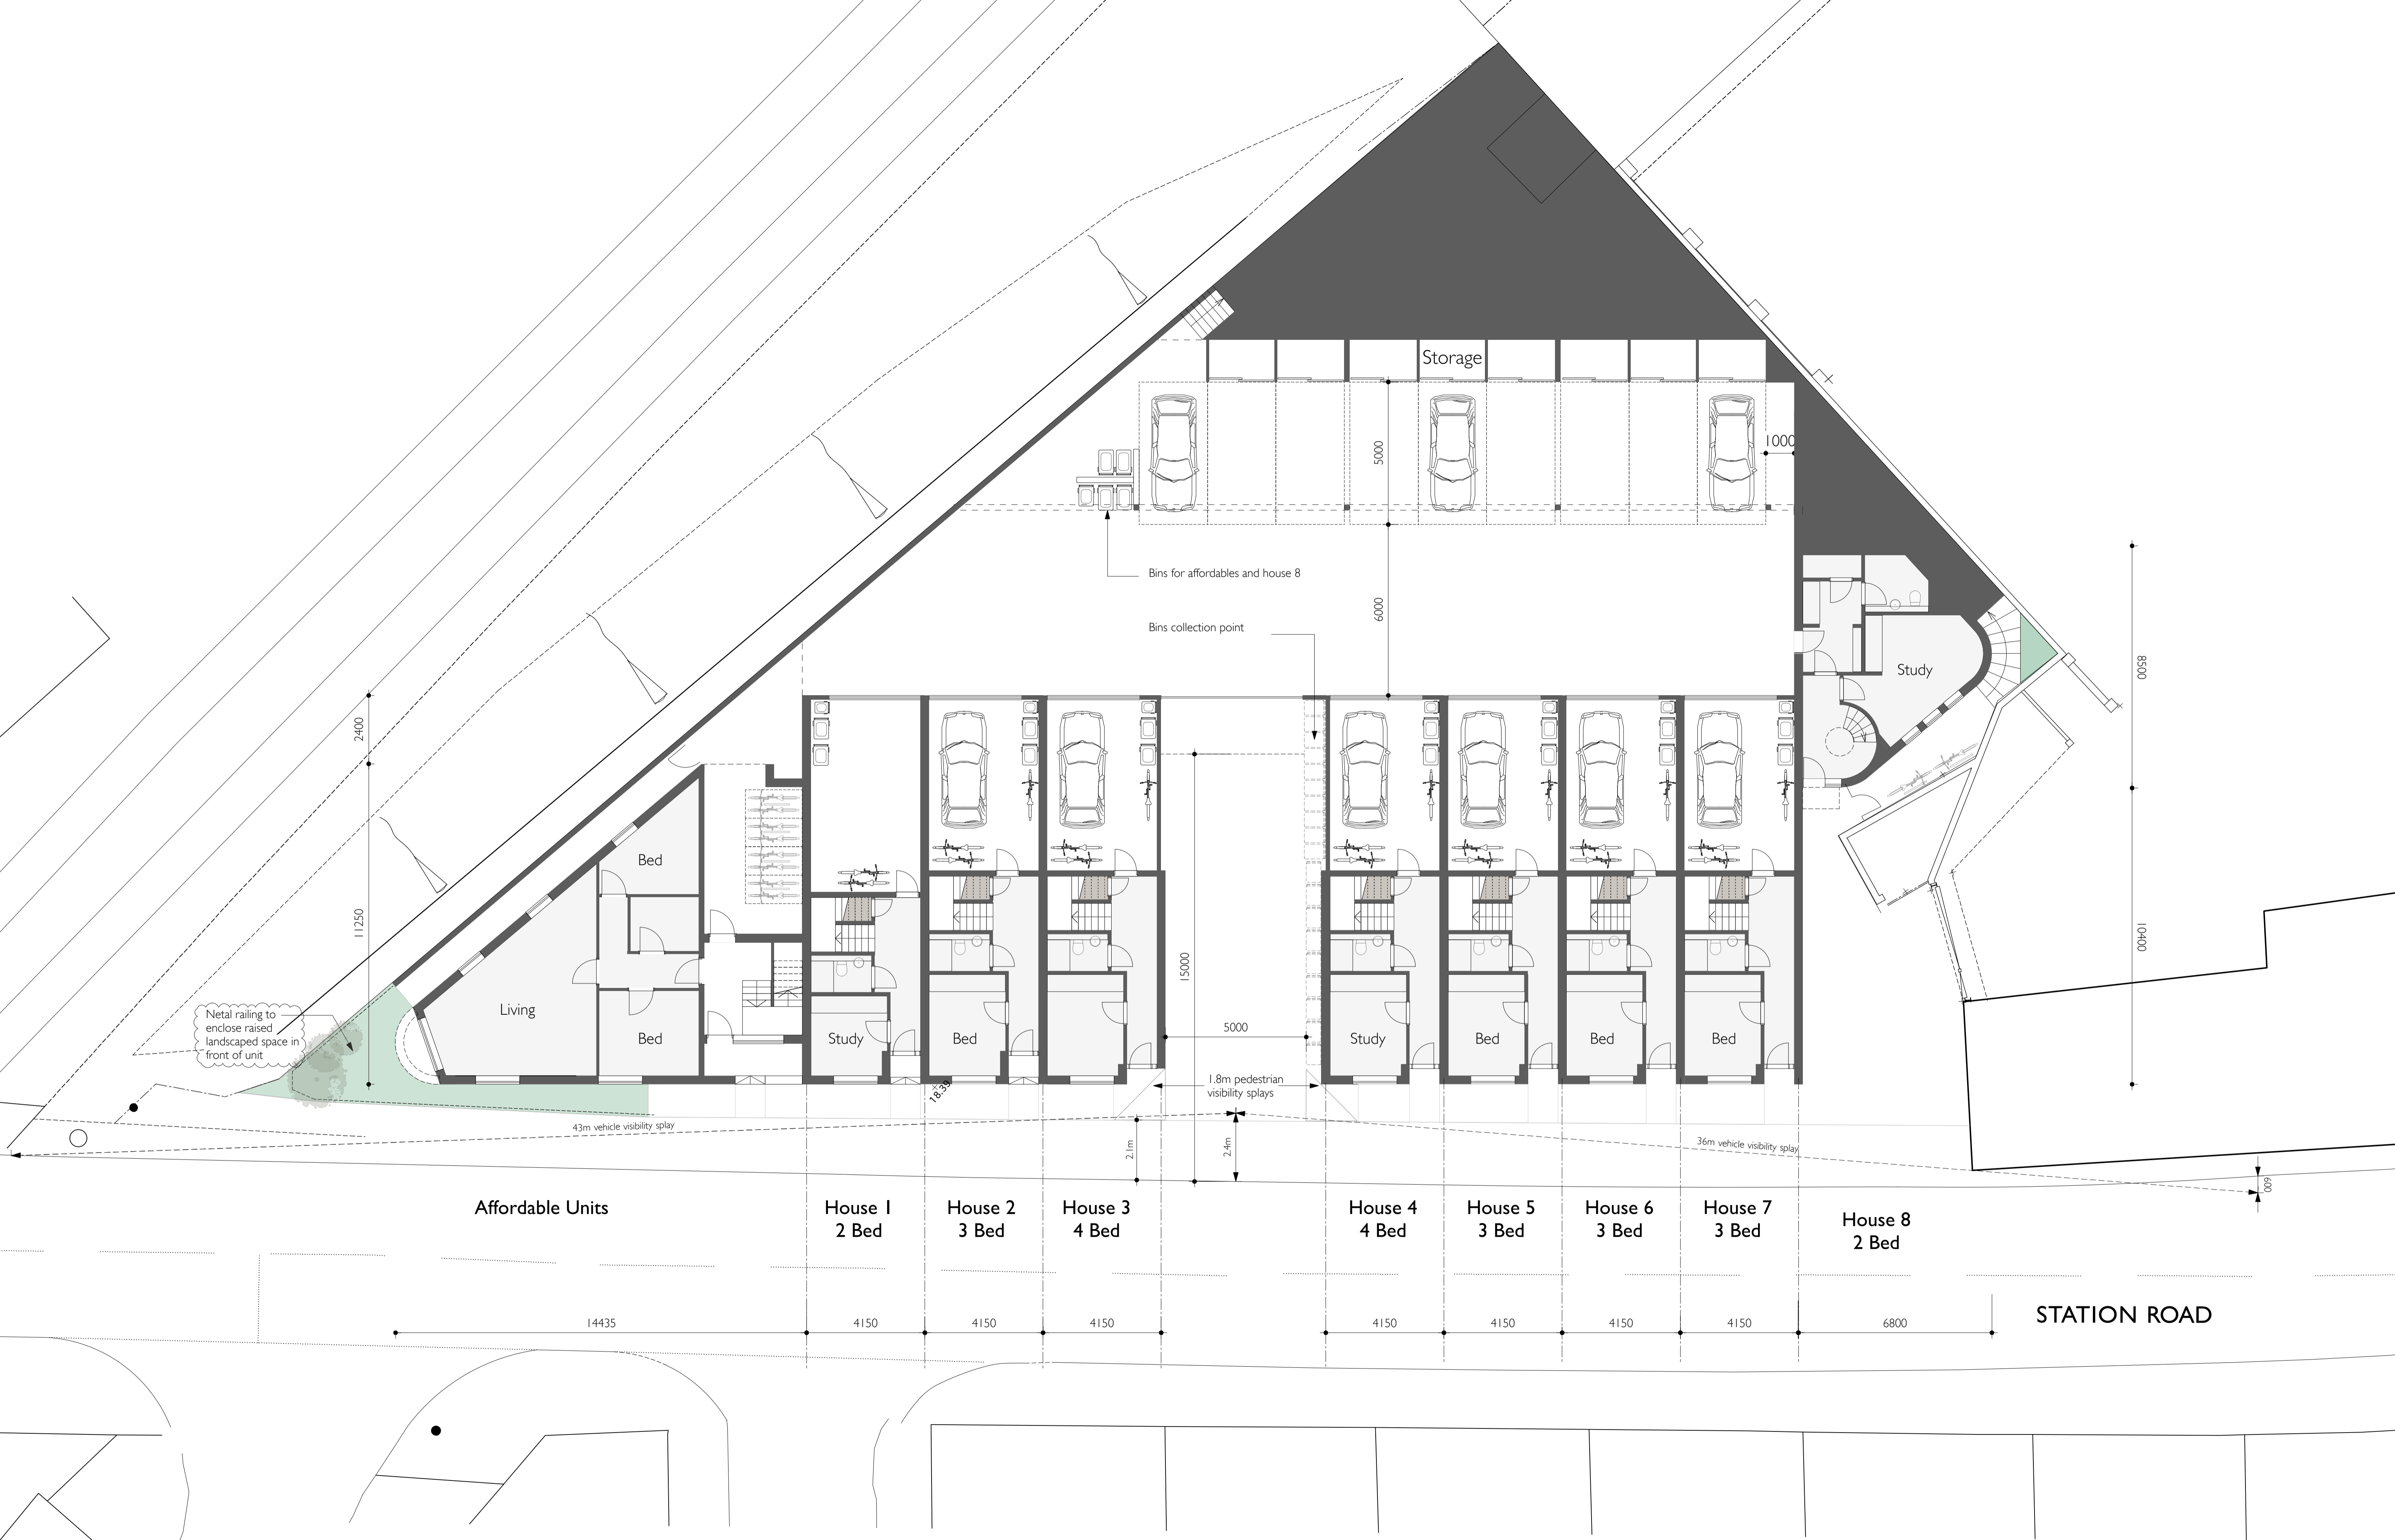 Storage
1000
5000
Bins for affordables and house 8
6000
Bins collection point
Study
8500
2400
Bed
11250
10400
15000
Netal railing to
enclose raised
landscaped space in
front of unit
Living
Bed
Study
Bed
Study
Bed
Bed
Bed
5000
18.39
1.8m pedestrian
visibility splays
43m vehicle visibility splay
36m vehicle visibility splay
2.1m
2.4m
600
Affordable Units
House 1
2 Bed
House 2
3 Bed
House 3
4 Bed
House 4
4 Bed
House 5
3 Bed
House 6
3 Bed
House 7
3 Bed
House 8
2 Bed
STATION ROAD
14435
4150
4150
4150
4150
4150
4150
4150
6800